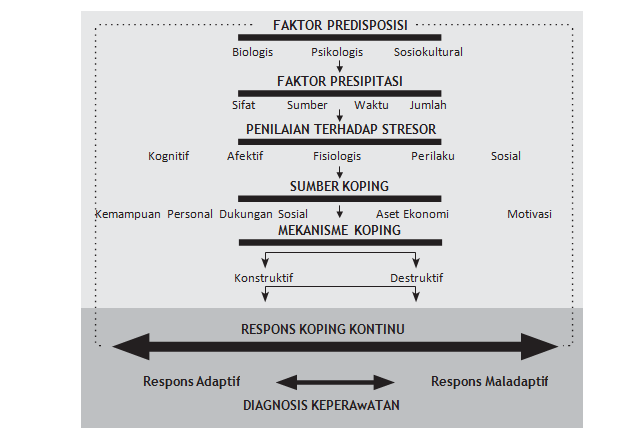 FAKTOR PREDISPOSISI
Biologis Psikologis Sosiokultural
FAKTOR PRESIPITASI
Sifat Sumber Waktu Jumlah
PENILAIAN TERHADAP STRESOR
Kognitif Afektif Fisiologis Perilaku Sosial
SUMBER KOPING
Kemampuan Personal Dukungan Sosial Aset Ekonomi Motivasi
MEKANISME KOPING
Konstruktif Destruktif
RESPONS KOPING KONTINU
Respons Adaptif Respons Maladaptif
DIAGNOSIS KEPERAwATAN